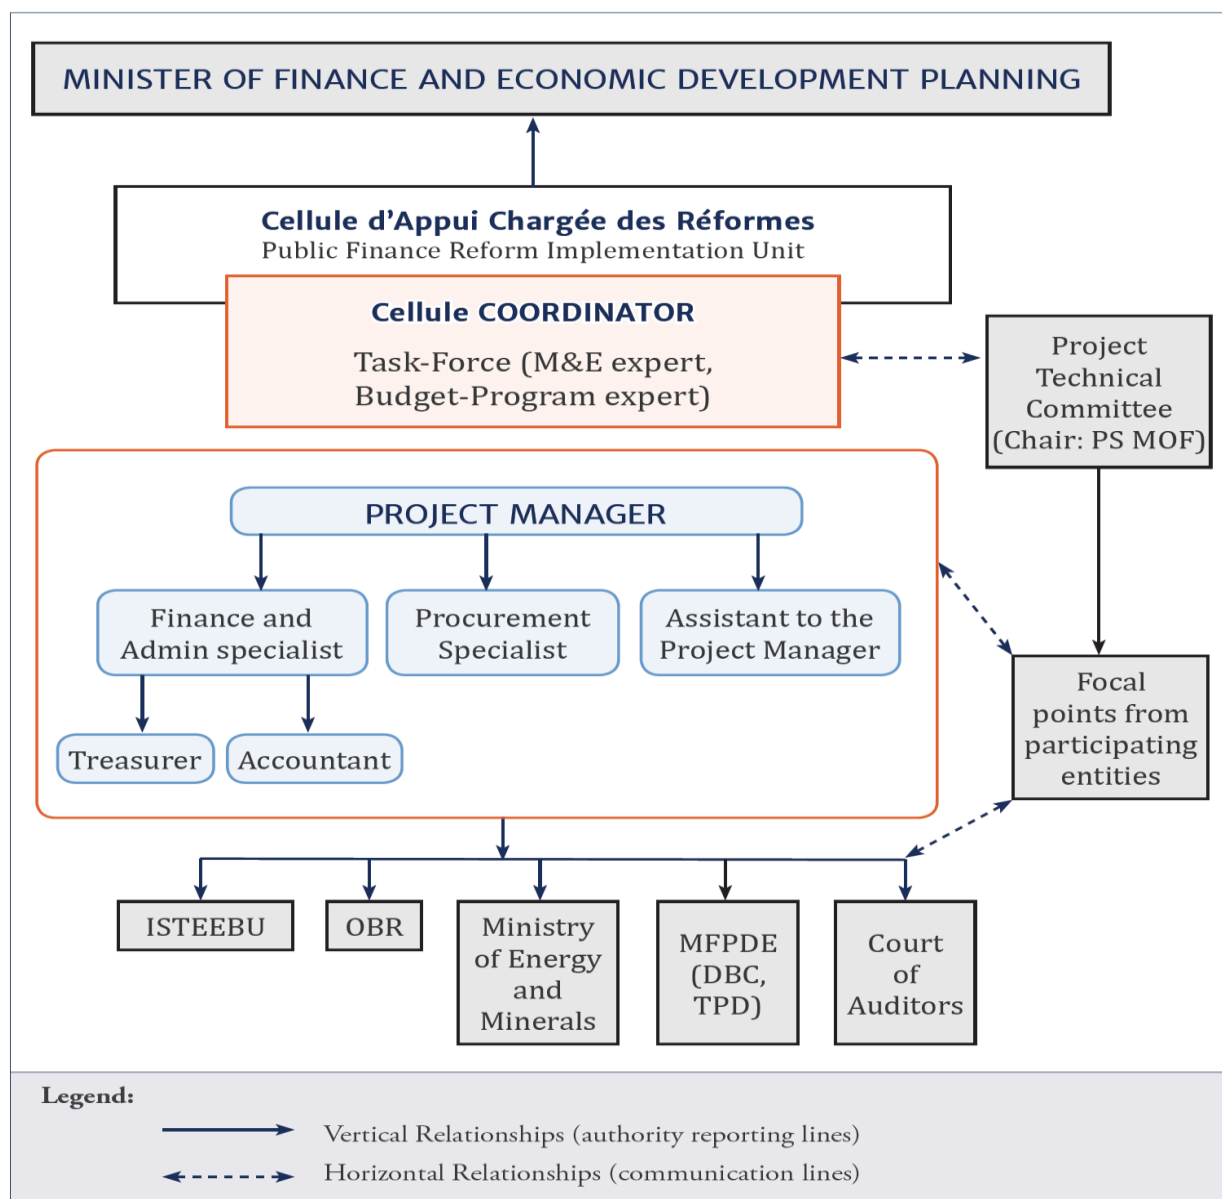 MINISTER OF FINANCE AND ECONOMIC DEVELOPMENT PLANNING
Cellule d'Appui Chargée des Réformes
Public Finance Reform Implementation Unit
Cellule COORDINATOR
Task-Force (M&E expert,
Budget-Program expert)
Project
Technical
Committee
(Chair: PS MOF)
PROJECT MANAGER
Finance and
Admin specialist
Procurement
Specialist
Assistant to the
Project Manager
Treasurer
Accountant
Focal
points from
participating
entities
ISTEEBU
OBR
Ministry
of Energy
and
Minerals
MFPDE
(DBC,
TPD)
Court
of
Auditors
Legend:
Vertical Relationships (authority reporting lines)
Horizontal Relationships (communication lines)